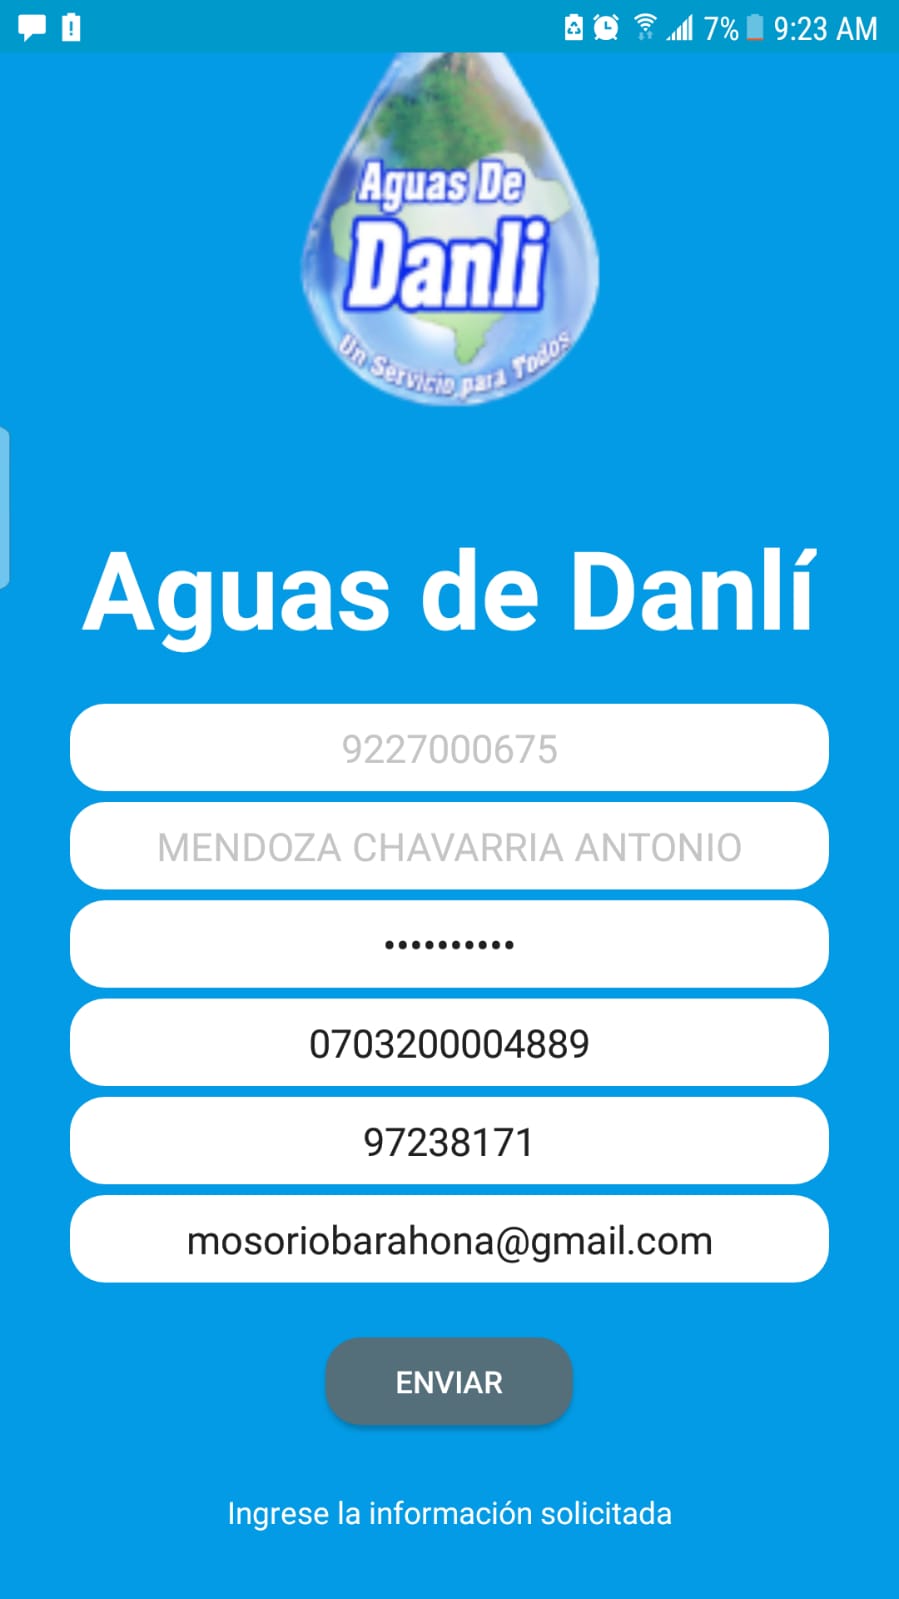 7% 9:23 AM
Aguas De
Danli
Un Servicio para Todos
Aguas de Danlí
9227000675
MENDOZA CHAVARRIA ANTONIO
••••••••••
0703200004889
97238171
mosoriobarahona@gmail.com
ENVIAR
Ingrese la información solicitada